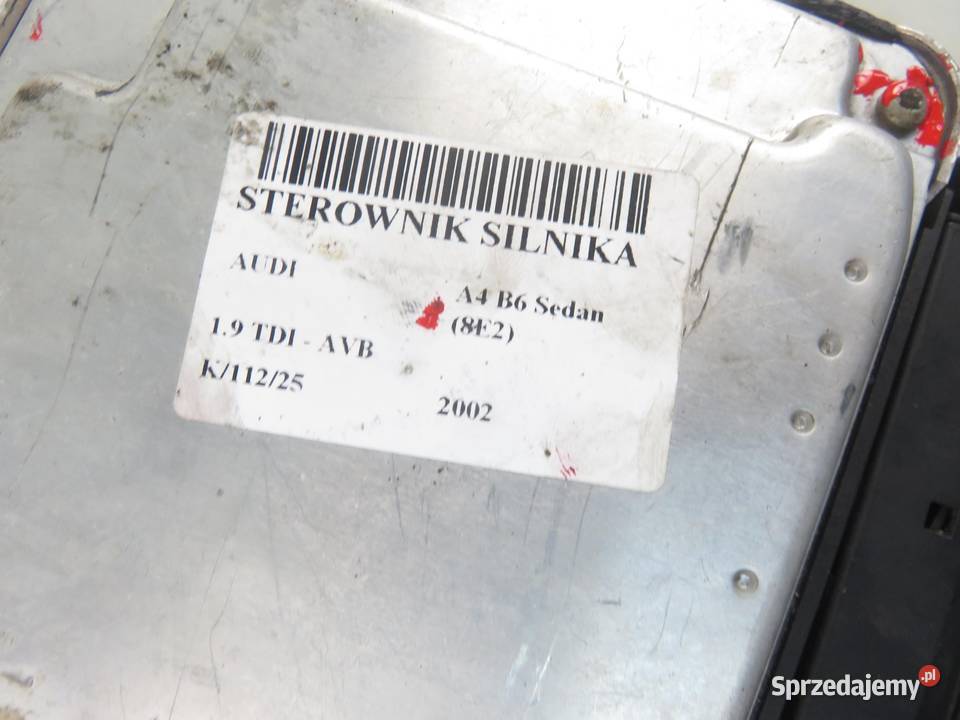 STEROWNIK SILNIKA
AUDI
A4 B6 Sedan
(8E2)
1.9 TDI - AVB
K/112/25
2002
Sprzedajemy.pl